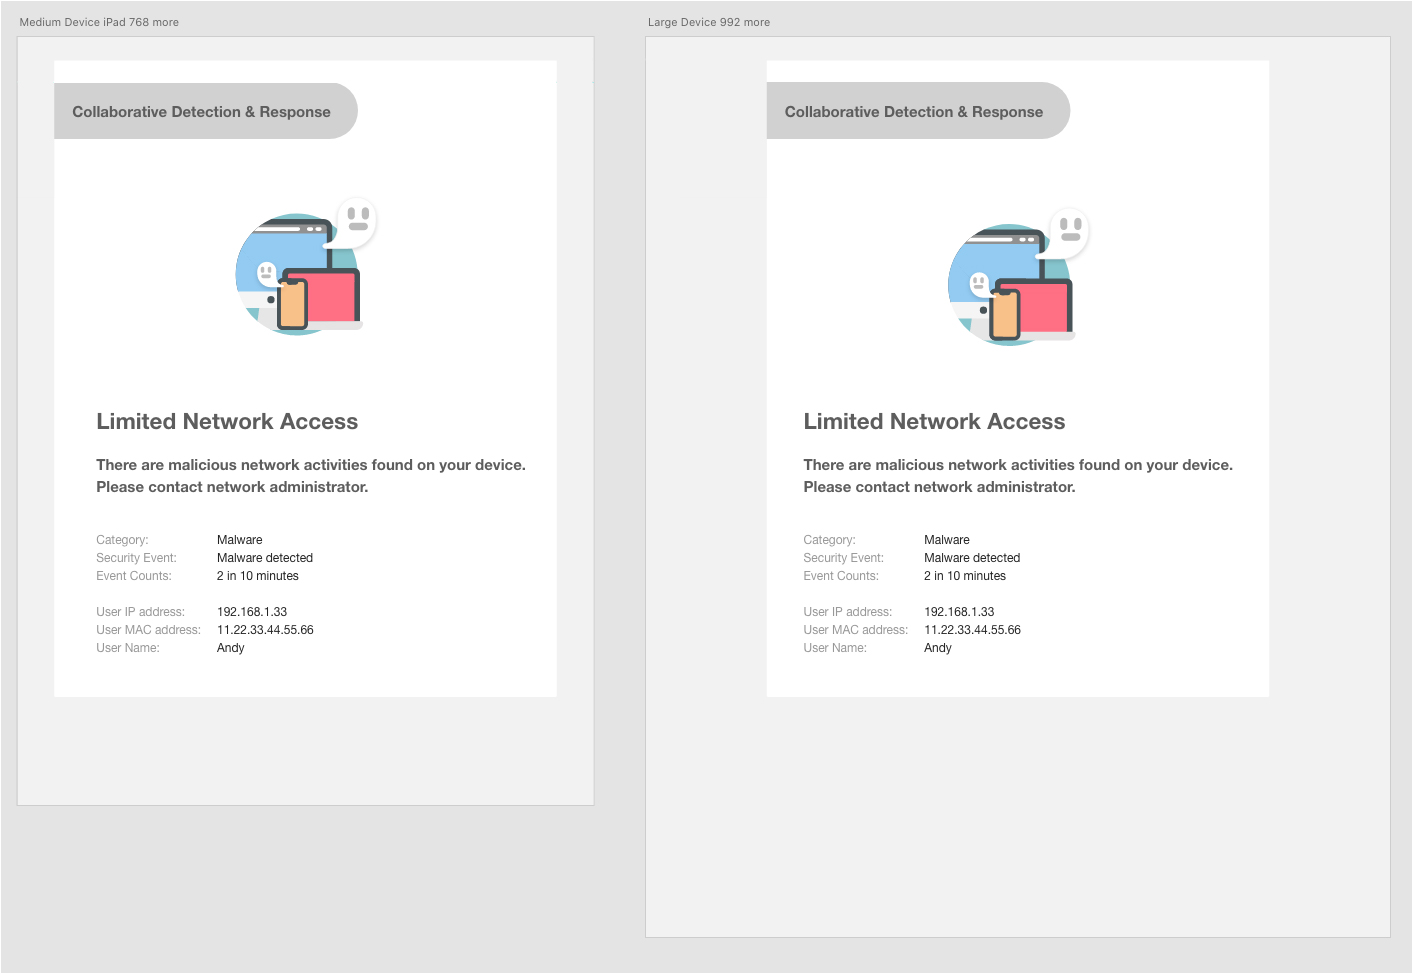 Medium Device iPad 768 more
Collaborative Detection & Response
Limited Network Access
There are malicious network activities found on your device.
Please contact network administrator.
Category: Malware
Security Event: Malware detected
Event Counts: 2 in 10 minutes
User IP address: 192.168.1.33
User MAC address: 11.22.33.44.55.66
User Name: Andy
Large Device 992 more
Collaborative Detection & Response
Limited Network Access
There are malicious network activities found on your device.
Please contact network administrator.
Category: Malware
Security Event: Malware detected
Event Counts: 2 in 10 minutes
User IP address: 192.168.1.33
User MAC address: 11.22.33.44.55.66
User Name: Andy